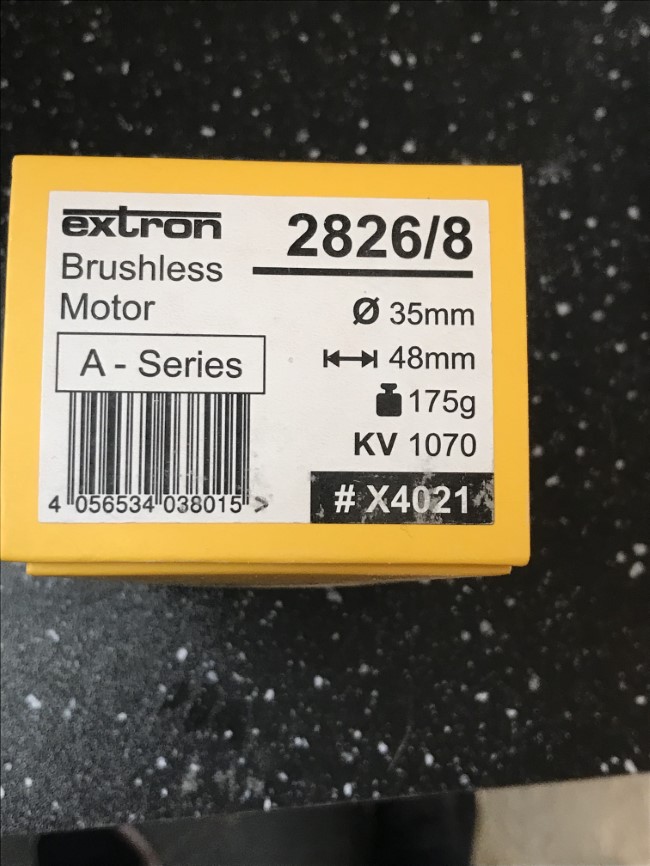 extron
2826/8
Brushless
Motor
A - Series
Ø 35mm
48mm
175g
KV 1070
4 056534 038015 >
# X4021